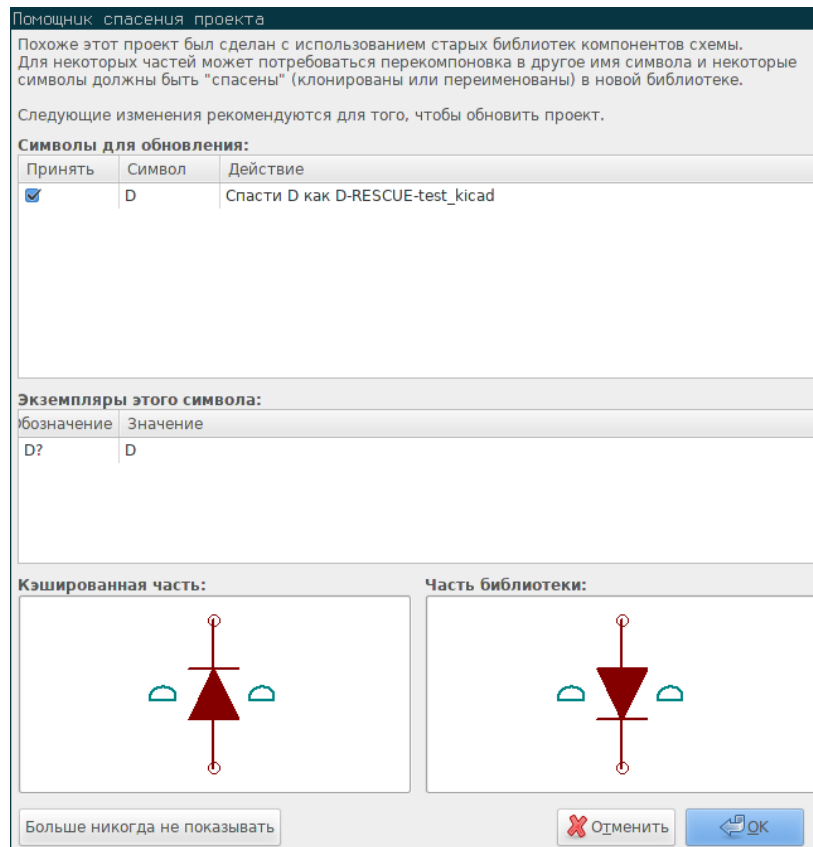 Помощник спасения проекта
Похоже этот проект был сделан с использованием старых библиотек компонентов схемы.
Для некоторых частей может потребоваться перекомпоновка в другое имя символа и некоторые
символы должны быть "спасены" (клонированы или переименованы) в новой библиотеке.
Следующие изменения рекомендуются для того, чтобы обновить проект.
Символы для обновления:
Принять Символ Действие
D Спасти D как D-RESCUE-test_kicad
Экземпляры этого символа:
Обозначение Значение
D? D
Кэшированная часть: Часть библиотеки:
D D D D
Больше никогда не показывать Отменить OK